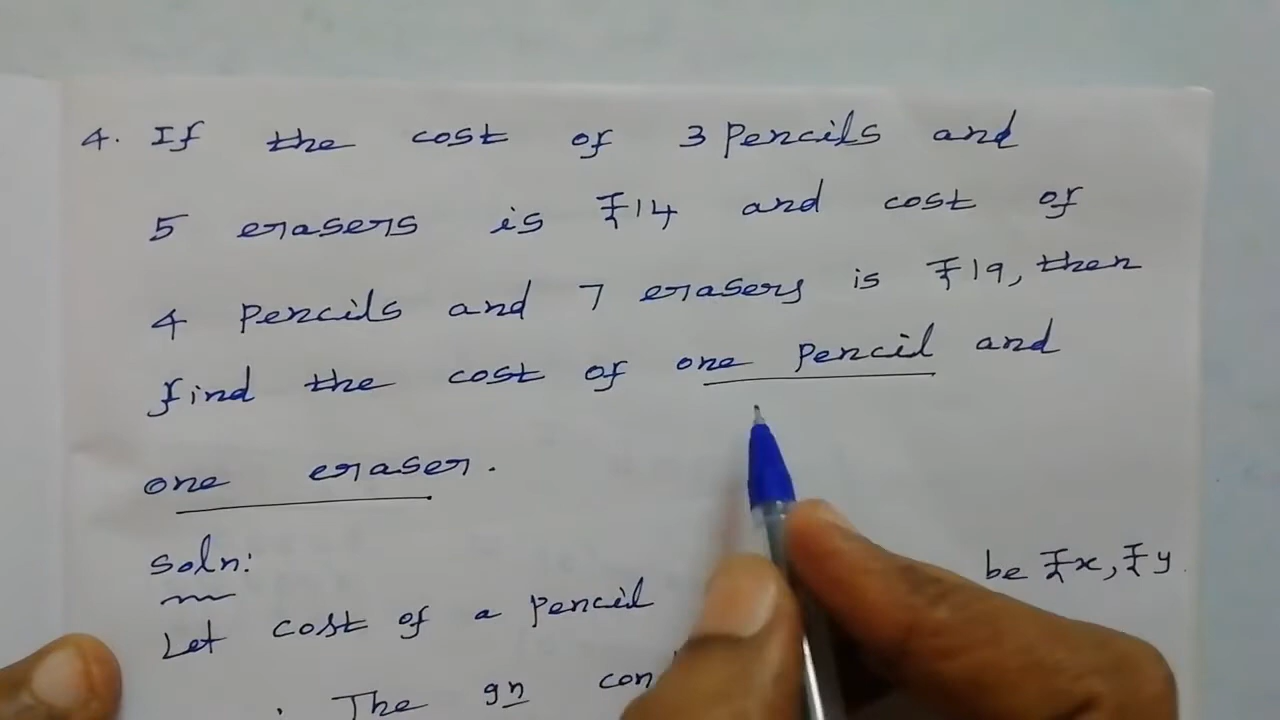 4. If the cost of 3 pencils and
5 erasers is ₹14 and cost of
4 pencils and 7 erasers is ₹19, then
find the cost of one pencil and
one eraser.
Soln:
Let cost of a pencil be ₹x, ₹y
. The gn con